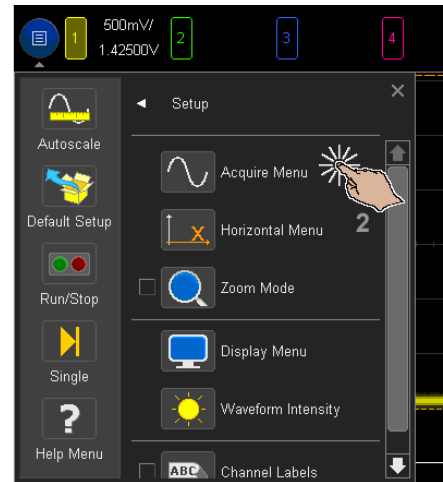 1
500mV/
1.42500V
2
3
4
Setup
Autoscale
Acquire Menu
2
Default Setup
Horizontal Menu
Run/Stop
Zoom Mode
Single
Display Menu
?
Waveform Intensity
Help Menu
ABC
Channel Labels